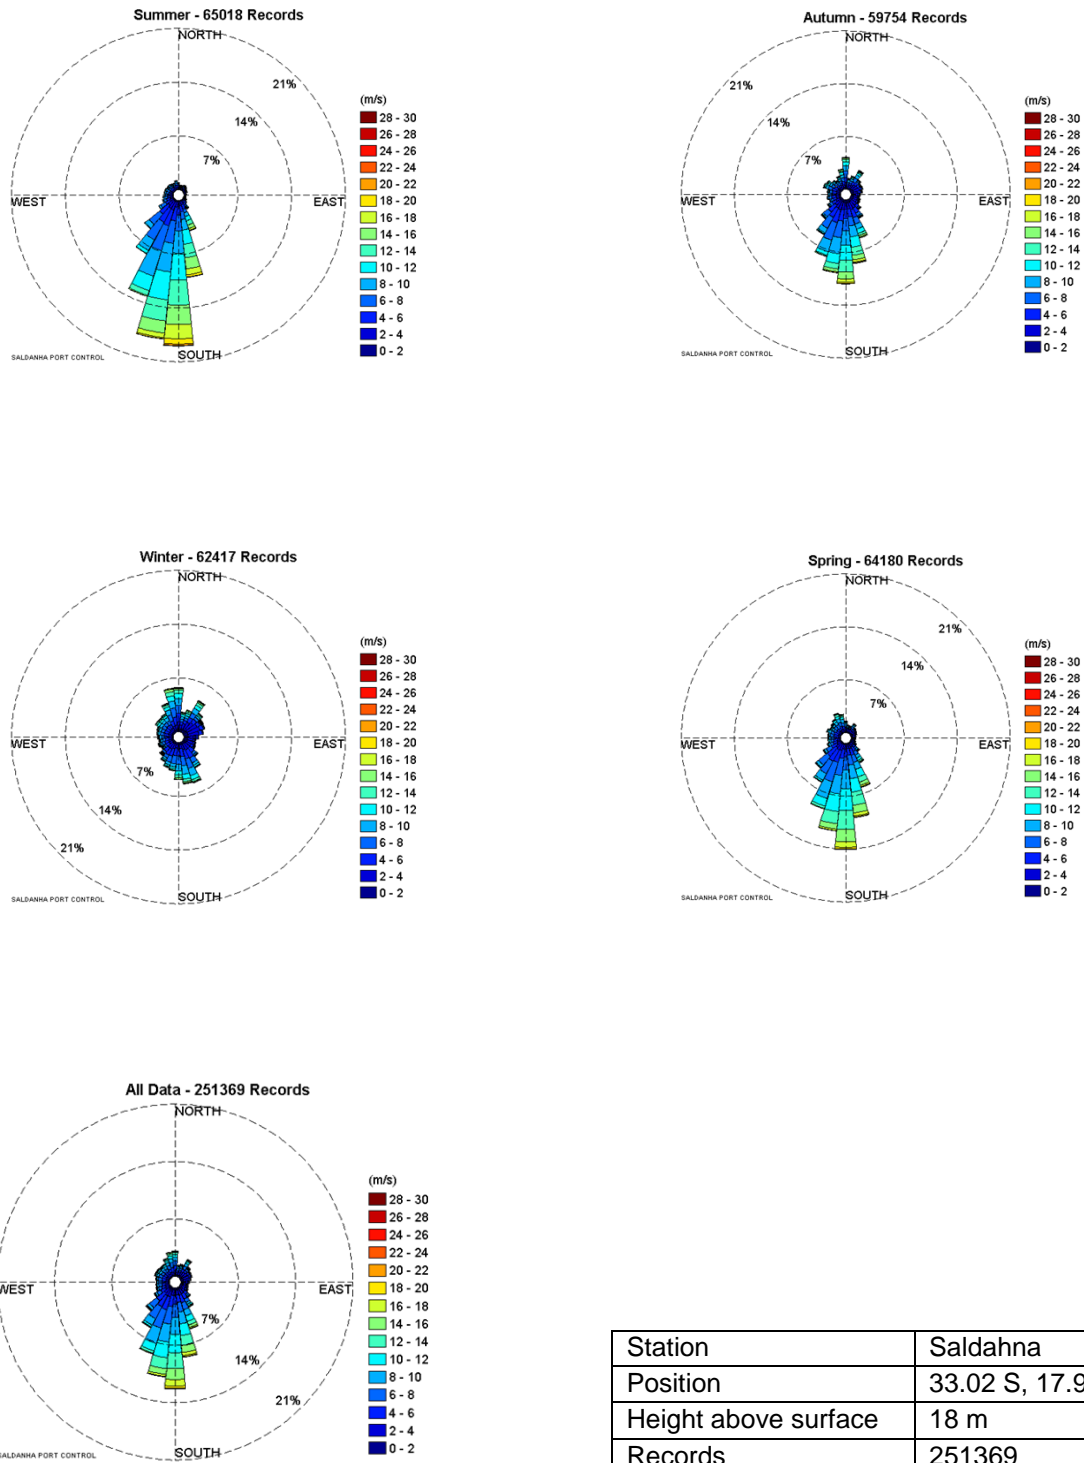 Summer - 65018 Records
NORTH
21%
14%
7%
WEST
EAST
SOUTH
SALDANHA PORT CONTROL
(m/s)
28 - 30
26 - 28
24 - 26
22 - 24
20 - 22
18 - 20
16 - 18
14 - 16
12 - 14
10 - 12
8 - 10
6 - 8
4 - 6
2 - 4
0 - 2
Autumn - 59754 Records
NORTH
21%
14%
7%
WEST
EAST
SOUTH
SALDANHA PORT CONTROL
(m/s)
28 - 30
26 - 28
24 - 26
22 - 24
20 - 22
18 - 20
16 - 18
14 - 16
12 - 14
10 - 12
8 - 10
6 - 8
4 - 6
2 - 4
0 - 2
Winter - 62417 Records
NORTH
WEST
EAST
7%
14%
21%
SOUTH
SALDANHA PORT CONTROL
(m/s)
28 - 30
26 - 28
24 - 26
22 - 24
20 - 22
18 - 20
16 - 18
14 - 16
12 - 14
10 - 12
8 - 10
6 - 8
4 - 6
2 - 4
0 - 2
Spring - 64180 Records
NORTH
21%
14%
7%
WEST
EAST
SOUTH
SALDANHA PORT CONTROL
(m/s)
28 - 30
26 - 28
24 - 26
22 - 24
20 - 22
18 - 20
16 - 18
14 - 16
12 - 14
10 - 12
8 - 10
6 - 8
4 - 6
2 - 4
0 - 2
All Data - 251369 Records
NORTH
WEST
EAST
7%
14%
21%
SOUTH
SALDANHA PORT CONTROL
(m/s)
28 - 30
26 - 28
24 - 26
22 - 24
20 - 22
18 - 20
16 - 18
14 - 16
12 - 14
10 - 12
8 - 10
6 - 8
4 - 6
2 - 4
0 - 2
Station Saldahna
Position 33.02 S, 17.9
Height above surface 18 m
Records 251369